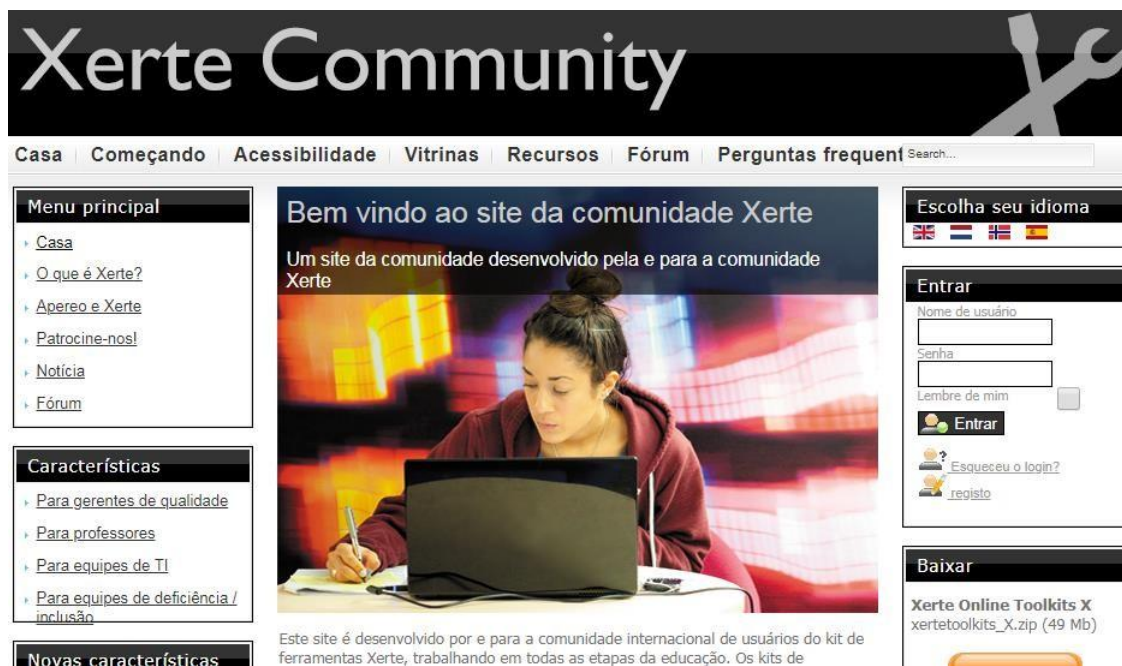 Xerte Community
Casa Começando Acessibilidade Vitrinas Recursos Fórum Perguntas frequent
Search...
Menu principal
Casa
O que é Xerte?
Apereo e Xerte
Patrocine-nos!
Notícia
Fórum
Características
Para gerentes de qualidade
Para professores
Para equipes de TI
Para equipes de deficiência /
inclusão
Novas características
Bem vindo ao site da comunidade Xerte
Um site da comunidade desenvolvido pela e para a comunidade
Xerte
Este site é desenvolvido por e para a comunidade internacional de usuários do kit de
ferramentas Xerte, trabalhando em todas as etapas da educação. Os kits de
Escolha seu idioma
Entrar
Nome de usuário
Senha
Lembre de mim
Entrar
Esqueceu o login?
registo
Baixar
Xerte Online Toolkits X
xertetoolkits_X.zip (49 Mb)